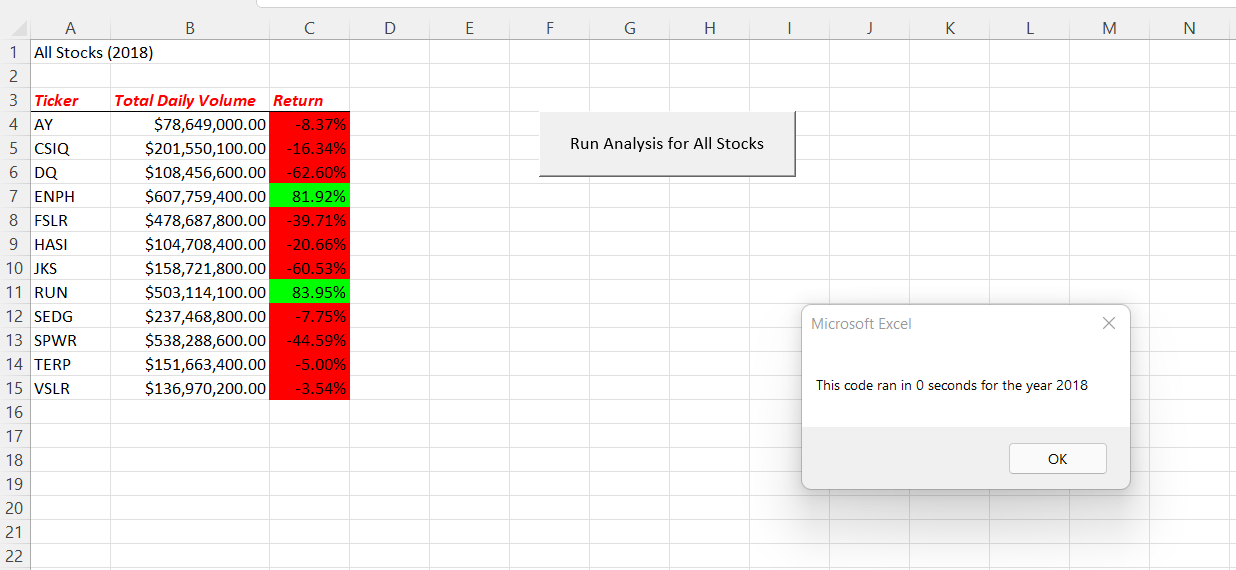 A B C D E F G H I J K L M N
1 All Stocks (2018)
2
3 Ticker Total Daily Volume Return
4 AY $78,649,000.00 -8.37%
5 CSIQ $201,550,100.00 -16.34%
6 DQ $108,456,600.00 -62.60%
7 ENPH $607,759,400.00 81.92%
8 FSLR $478,687,800.00 -39.71%
9 HASI $104,708,400.00 -20.66%
10 JKS $158,721,800.00 -60.53%
11 RUN $503,114,100.00 83.95%
12 SEDG $237,468,800.00 -7.75%
13 SPWR $538,288,600.00 -44.59%
14 TERP $151,663,400.00 -5.00%
15 VSLR $136,970,200.00 -3.54%
16
17
18
19
20
21
22
Run Analysis for All Stocks
Microsoft Excel
This code ran in 0 seconds for the year 2018
OK